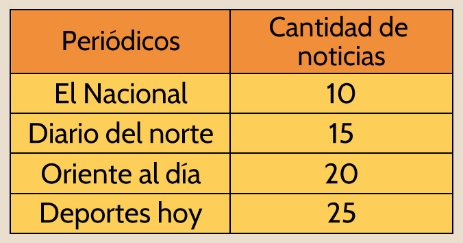 Periódicos
Cantidad de
noticias
El Nacional
10
Diario del norte
15
Oriente al día
20
Deportes hoy
25